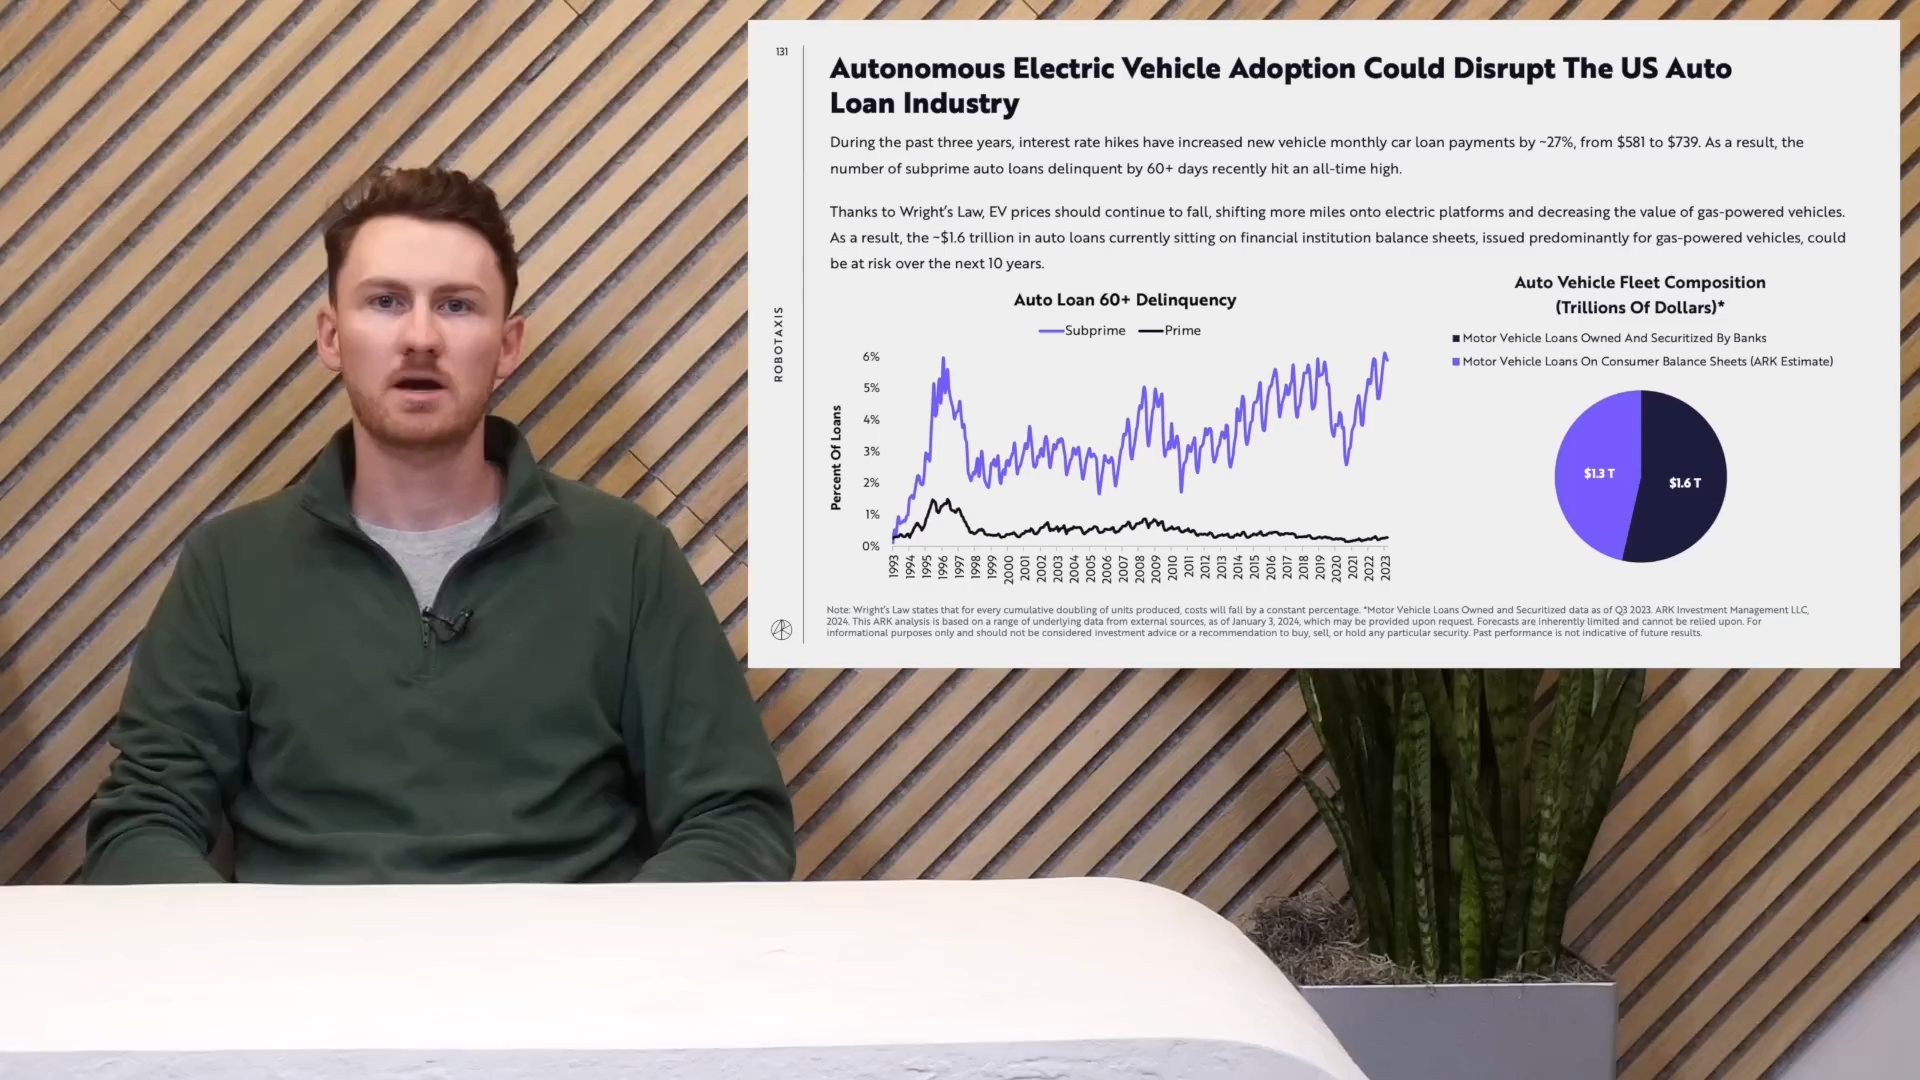 131
Autonomous Electric Vehicle Adoption Could Disrupt The US Auto
Loan Industry
During the past three years, interest rate hikes have increased new vehicle monthly car loan payments by ~27%, from $581 to $739. As a result, the
number of subprime auto loans delinquent by 60+ days recently hit an all-time high.
Thanks to Wright's Law, EV prices should continue to fall, shifting more miles onto electric platforms and decreasing the value of gas-powered vehicles.
As a result, the ~$1.6 trillion in auto loans currently sitting on financial institution balance sheets, issued predominantly for gas-powered vehicles, could
be at risk over the next 10 years.
ROBOTAXIS
Auto Loan 60+ Delinquency
Subprime Prime
Percent Of Loans
6%
5%
4%
3%
2%
1%
0%
1993 1994 1995 1996 1997 1998 1999 2000 2001 2002 2003 2004 2005 2006 2007 2008 2009 2010 2011 2012 2013 2014 2015 2016 2017 2018 2019 2020 2021 2022 2023
Auto Vehicle Fleet Composition
(Trillions Of Dollars)*
Motor Vehicle Loans Owned And Securitized By Banks
Motor Vehicle Loans On Consumer Balance Sheets (ARK Estimate)
$1.3 T
$1.6 T
Note: Wright's Law states that for every cumulative doubling of units produced, costs will fall by a constant percentage. *Motor Vehicle Loans Owned and Securitized data as of Q3 2023. ARK Investment Management LLC,
2024. This ARK analysis is based on a range of underlying data from external sources, as of January 3, 2024, which may be provided upon request. Forecasts are inherently limited and cannot be relied upon. For
informational purposes only and should not be considered investment advice or a recommendation to buy, sell, or hold any particular security. Past performance is not indicative of future results.